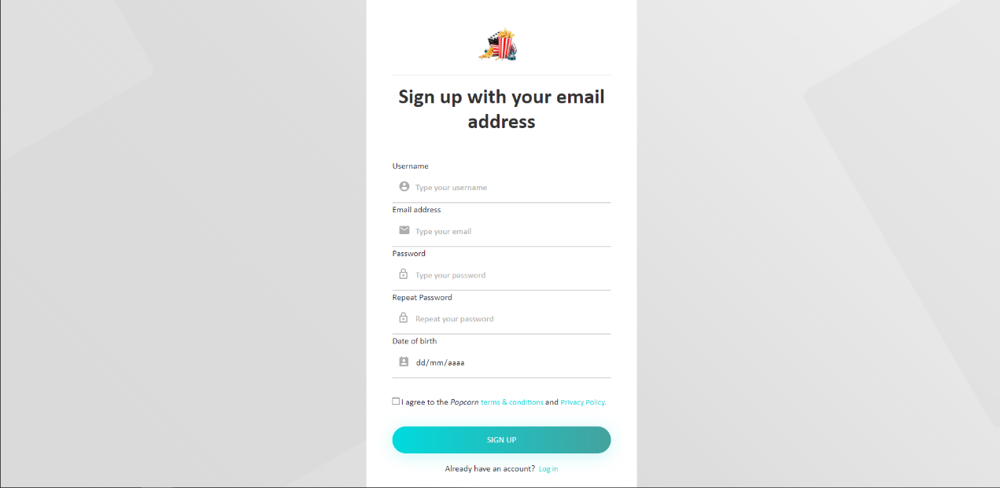 Sign up with your email
address
Username
Type your username
Email address
Type your email
Password
Type your password
Repeat Password
Repeat your password
Date of birth
dd/mm/aaaa
I agree to the Popcorn terms & conditions and Privacy Policy.
SIGN UP
Already have an account? Log in